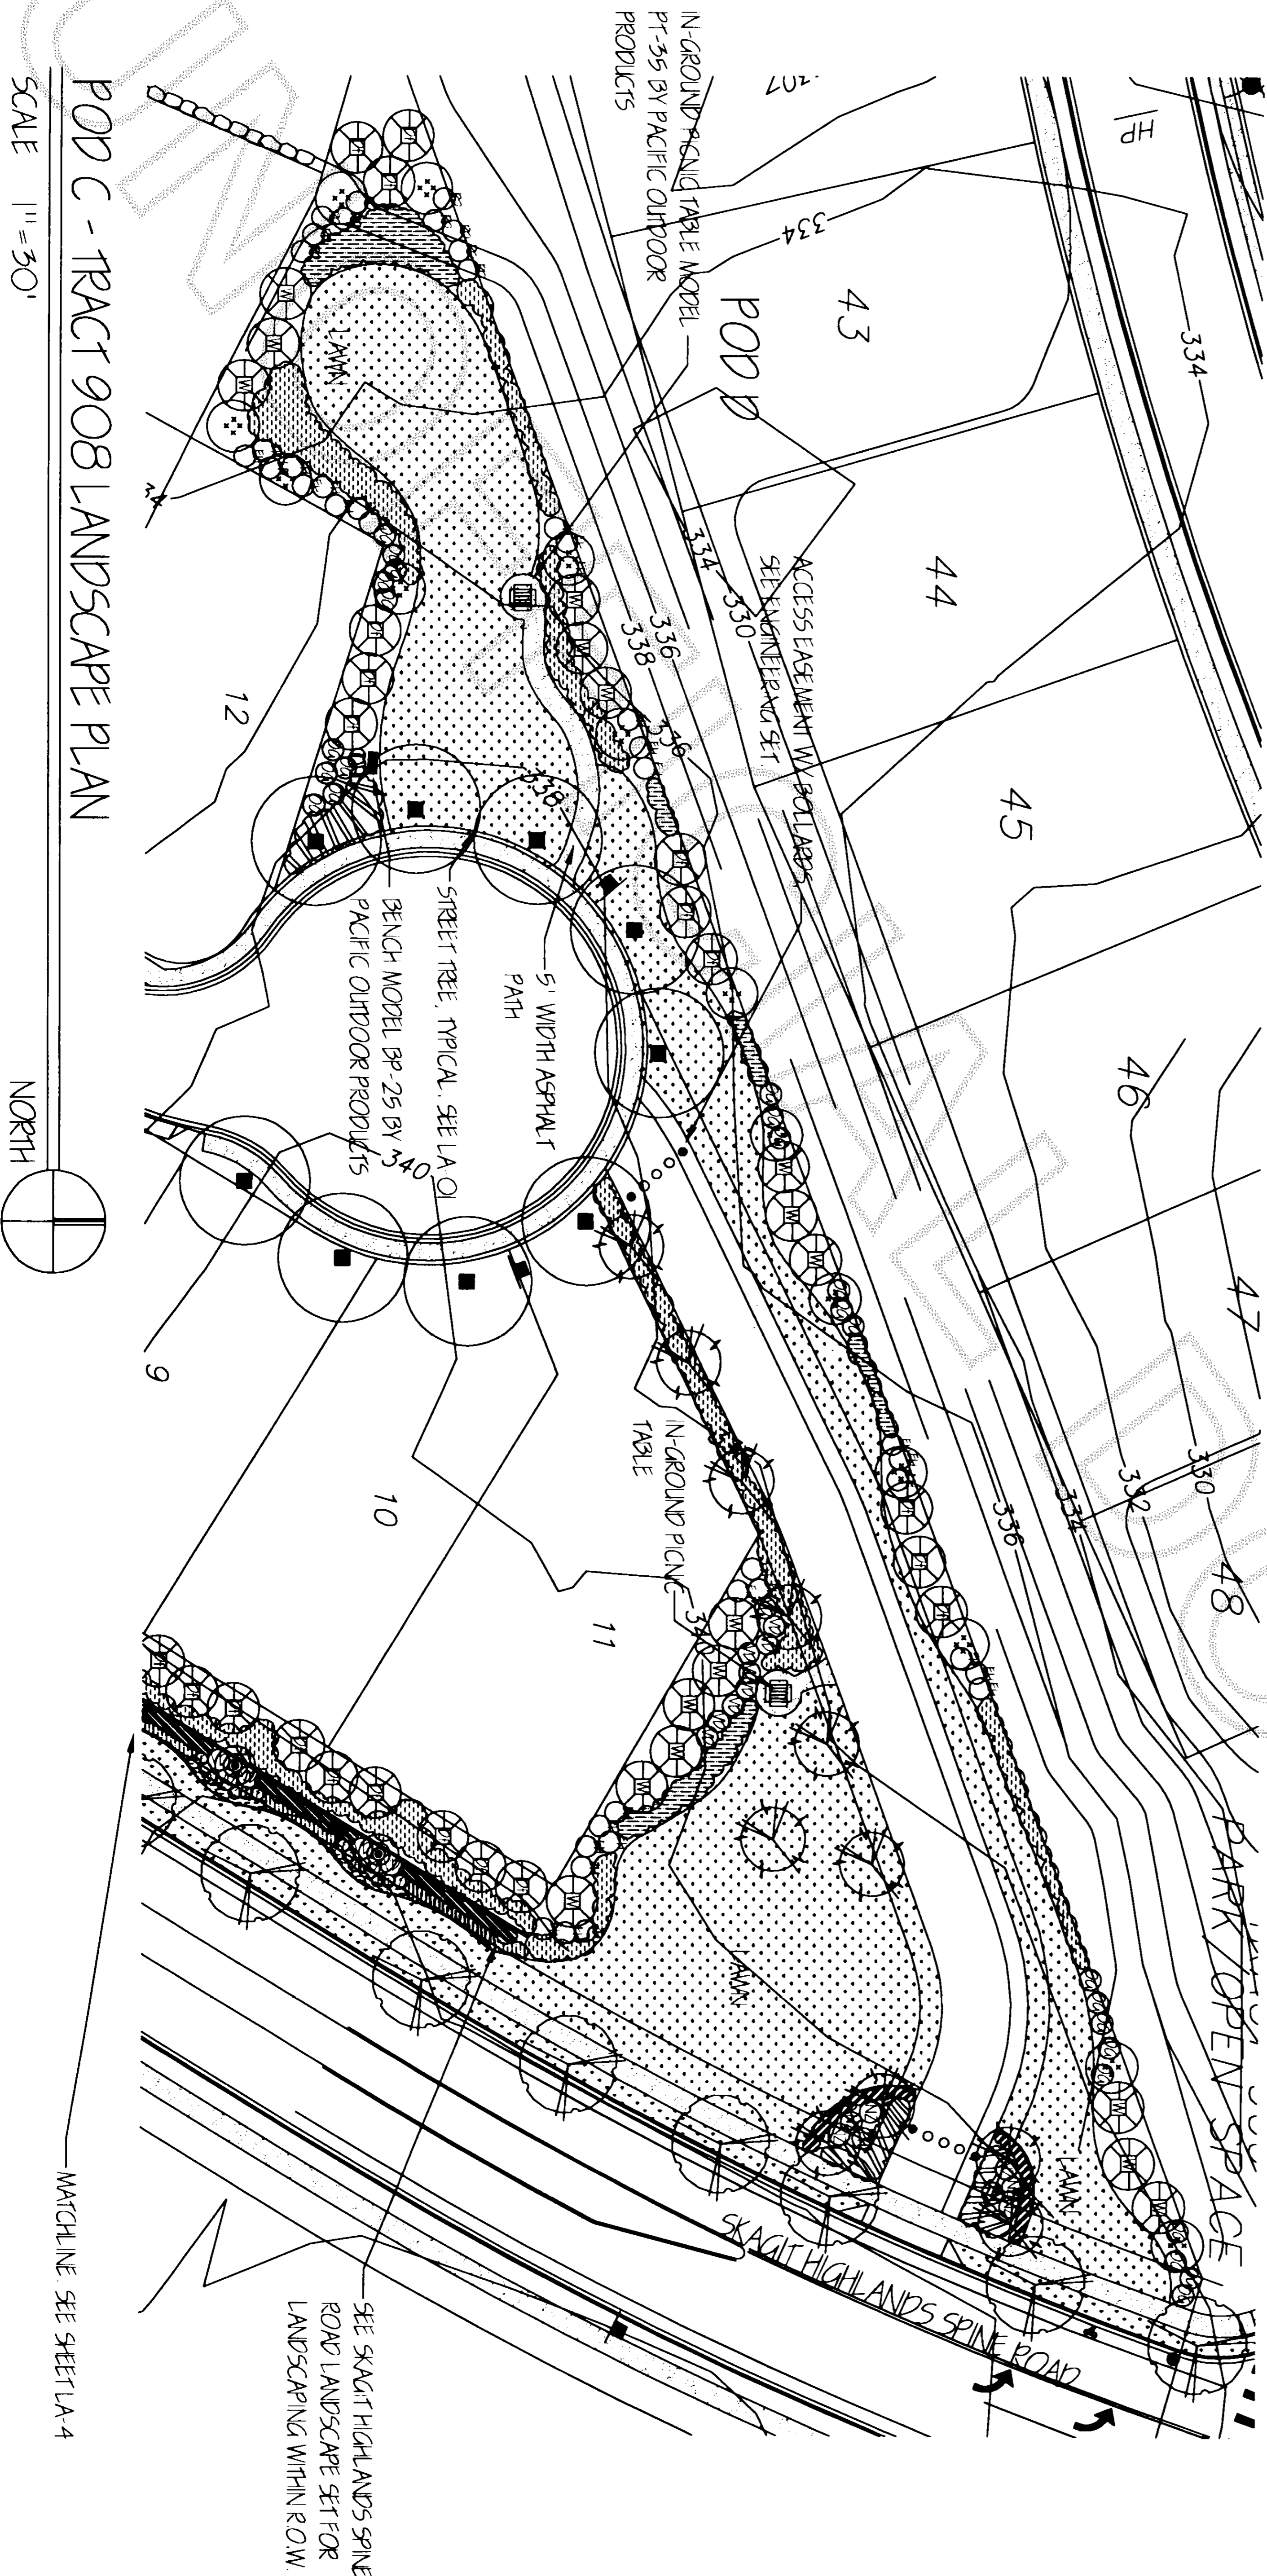 IN-GROUND PICNIC TABLE MODEL
PT-35 BY PACIFIC OUTDOOR
PRODUCTS
HP
334
334
43
POD D
44
334
330
336
338
ACCESS EASEMENT W/ BOLLARDS
SEE ENGINEERING SET
45
46
47
48
330
332
334
336
336
338
PARK/OPEN SPACE
LAWN
12
5' WIDTH ASPHALT
PATH
STREET TREE, TYPICAL. SEE LA.01
BENCH MODEL BP-25 BY
PACIFIC OUTDOOR PRODUCTS
340
9
10
11
IN-GROUND PICNIC
TABLE
340
LAWN
LAWN
SKAGIT HIGHLANDS SPINE ROAD
SEE SKAGIT HIGHLANDS SPINE
ROAD LANDSCAPE SET FOR
LANDSCAPING WITHIN R.O.W.
MATCHLINE. SEE SHEET LA-4
POD C - TRACT 908 LANDSCAPE PLAN
SCALE 1"=30'
NORTH